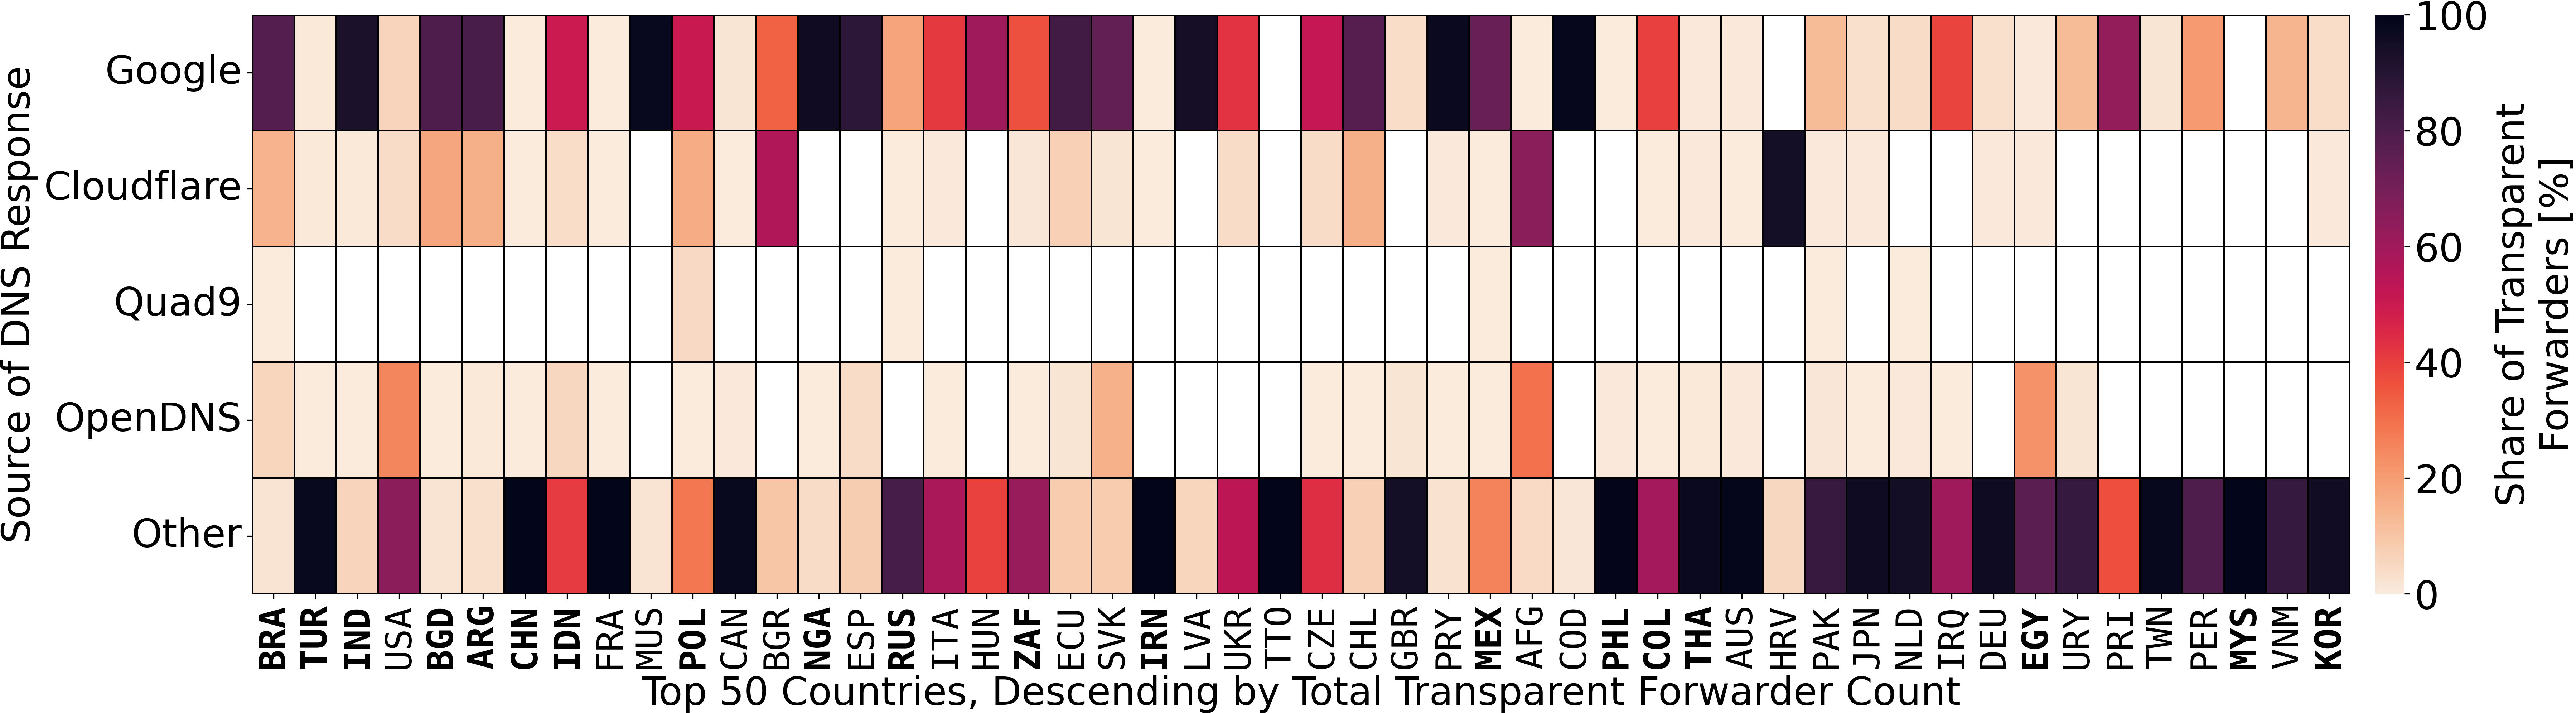 Source of DNS Response
Google
Cloudflare
Quad9
OpenDNS
Other
BRA TUR IND USA BGD ARG CHN IDN FRA MUS POL CAN BGR NGA ESP RUS ITA HUN ZAF ECU SVK IRN LVA UKR TTO CZE CHL GBR PRY MEX AFG COD PHL COL THA AUS HRV PAK JPN NLD IRQ DEU EGY URY PRI TWN PER MYS VNM KOR
Top 50 Countries, Descending by Total Transparent Forwarder Count
100
80
60
40
20
0
Share of Transparent
Forwarders [%]